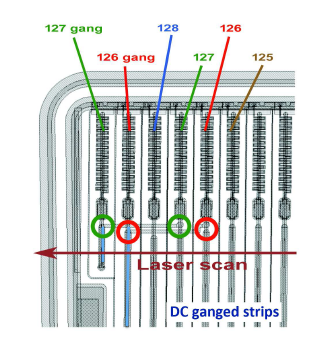 127 gang 128 126
126 gang 127 125
Laser scan
DC ganged strips